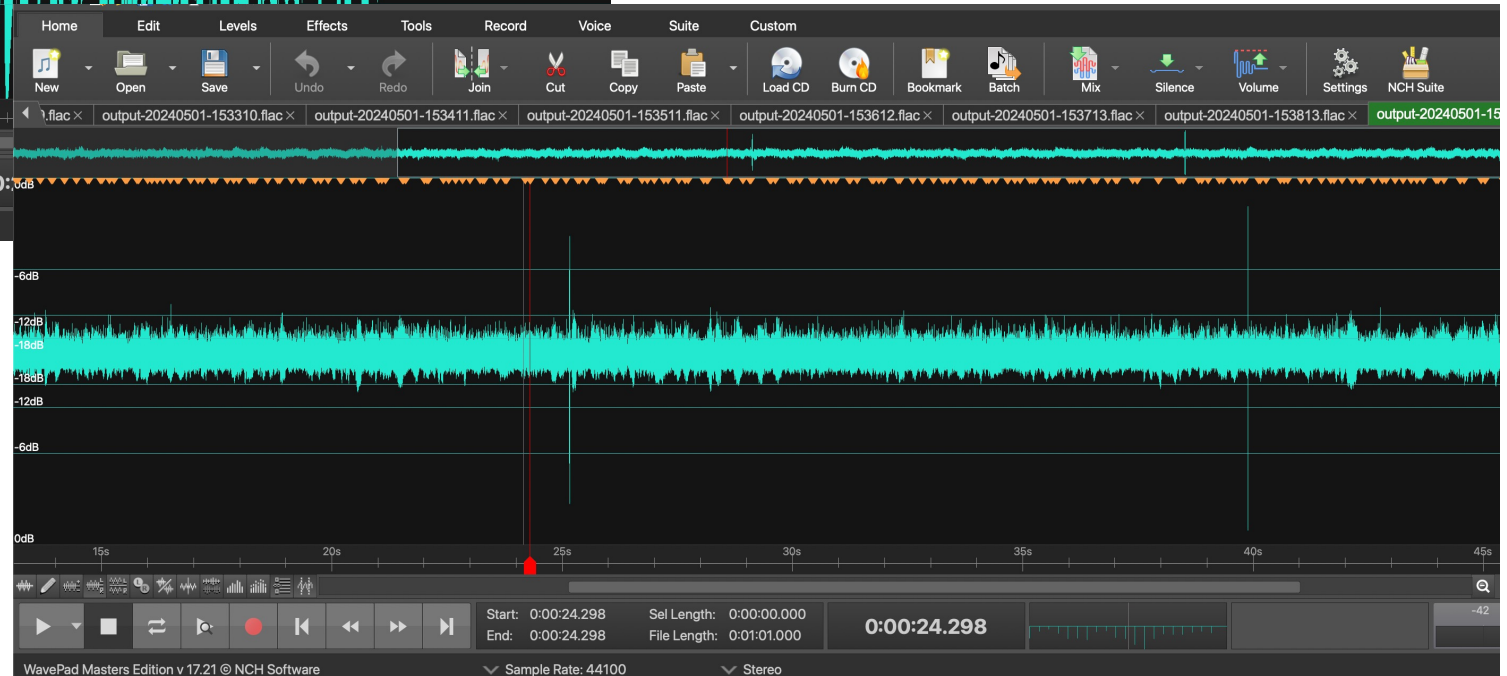 Home Edit Levels Effects Tools Record Voice Suite Custom
New Open Save Undo Redo Join Cut Copy Paste Load CD Burn CD Bookmark Batch Mix Silence Volume Settings NCH Suite
.flac output-20240501-153310.flac output-20240501-153411.flac output-20240501-153511.flac output-20240501-153612.flac output-20240501-153713.flac output-20240501-153813.flac output-20240501-15
0dB
-6dB
-12dB
-18dB
-18dB
-12dB
-6dB
0dB
15s 20s 25s 30s 35s 40s 45s
Start: 0:00:24.298 Sel Length: 0:00:00.000 0:00:24.298 -42
End: 0:00:24.298 File Length: 0:01:01.000
WavePad Masters Edition v 17.21 © NCH Software Sample Rate: 44100 Stereo